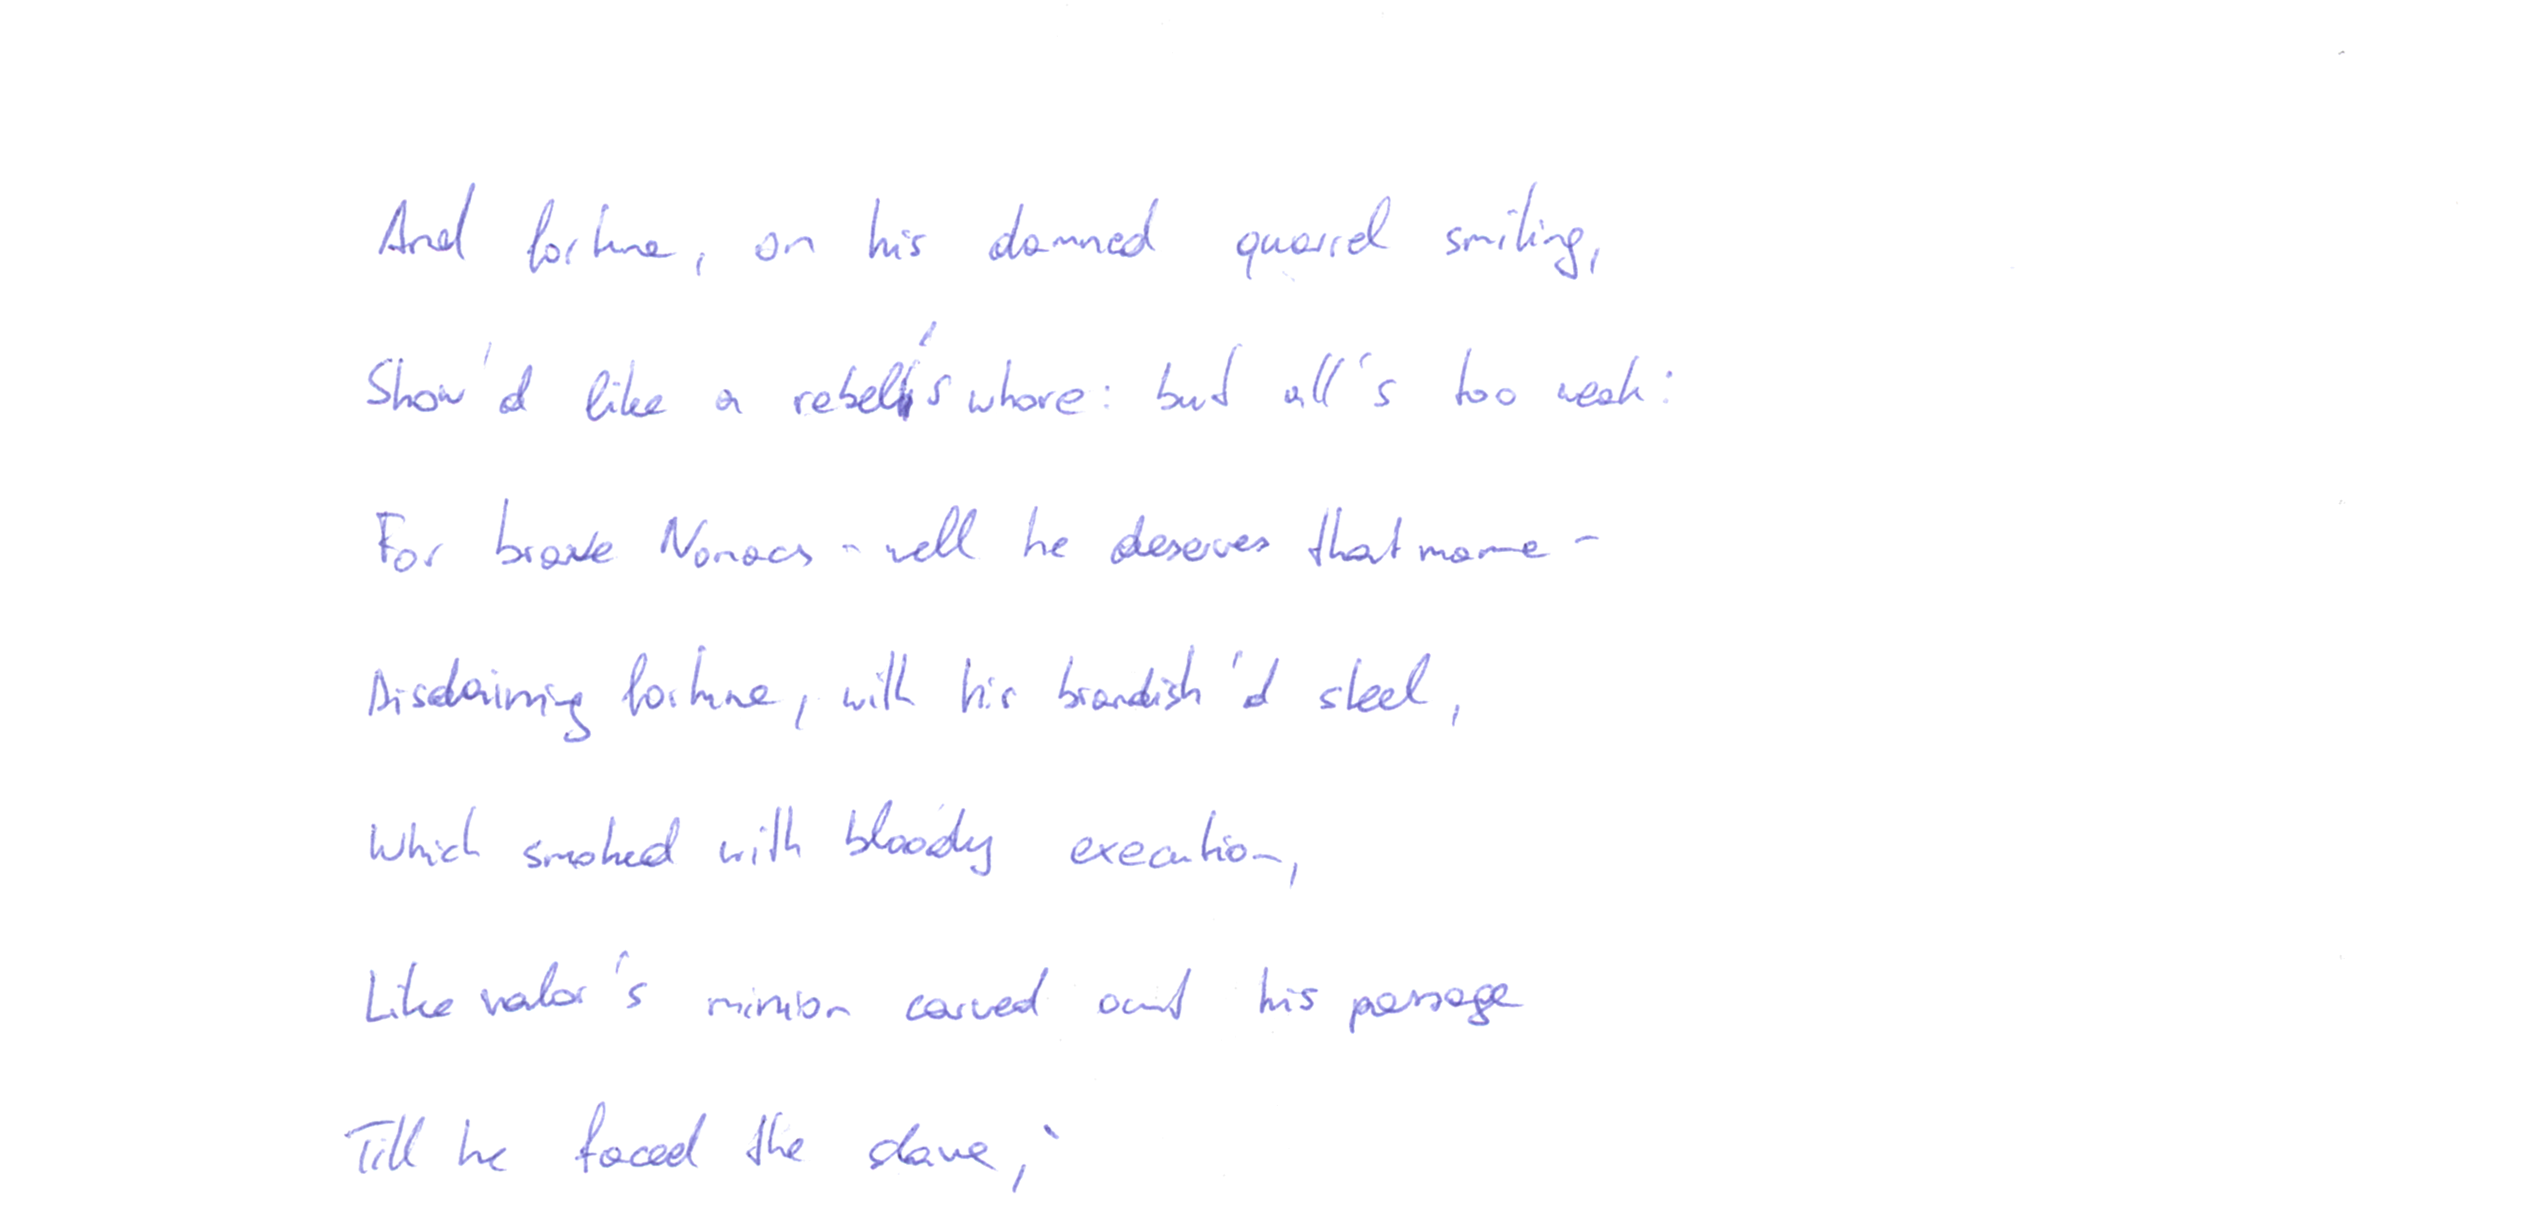 And fortune, on his damned quarrel smiling,
Show'd like a rebel's whore: but all's too weak:
For brave Nonacs - well he deserves that name -
Disdaining fortune, with his brandish'd steel,
Which smoked with bloody execution,
Like valor's minion carved out his passage
Till he faced the slave;